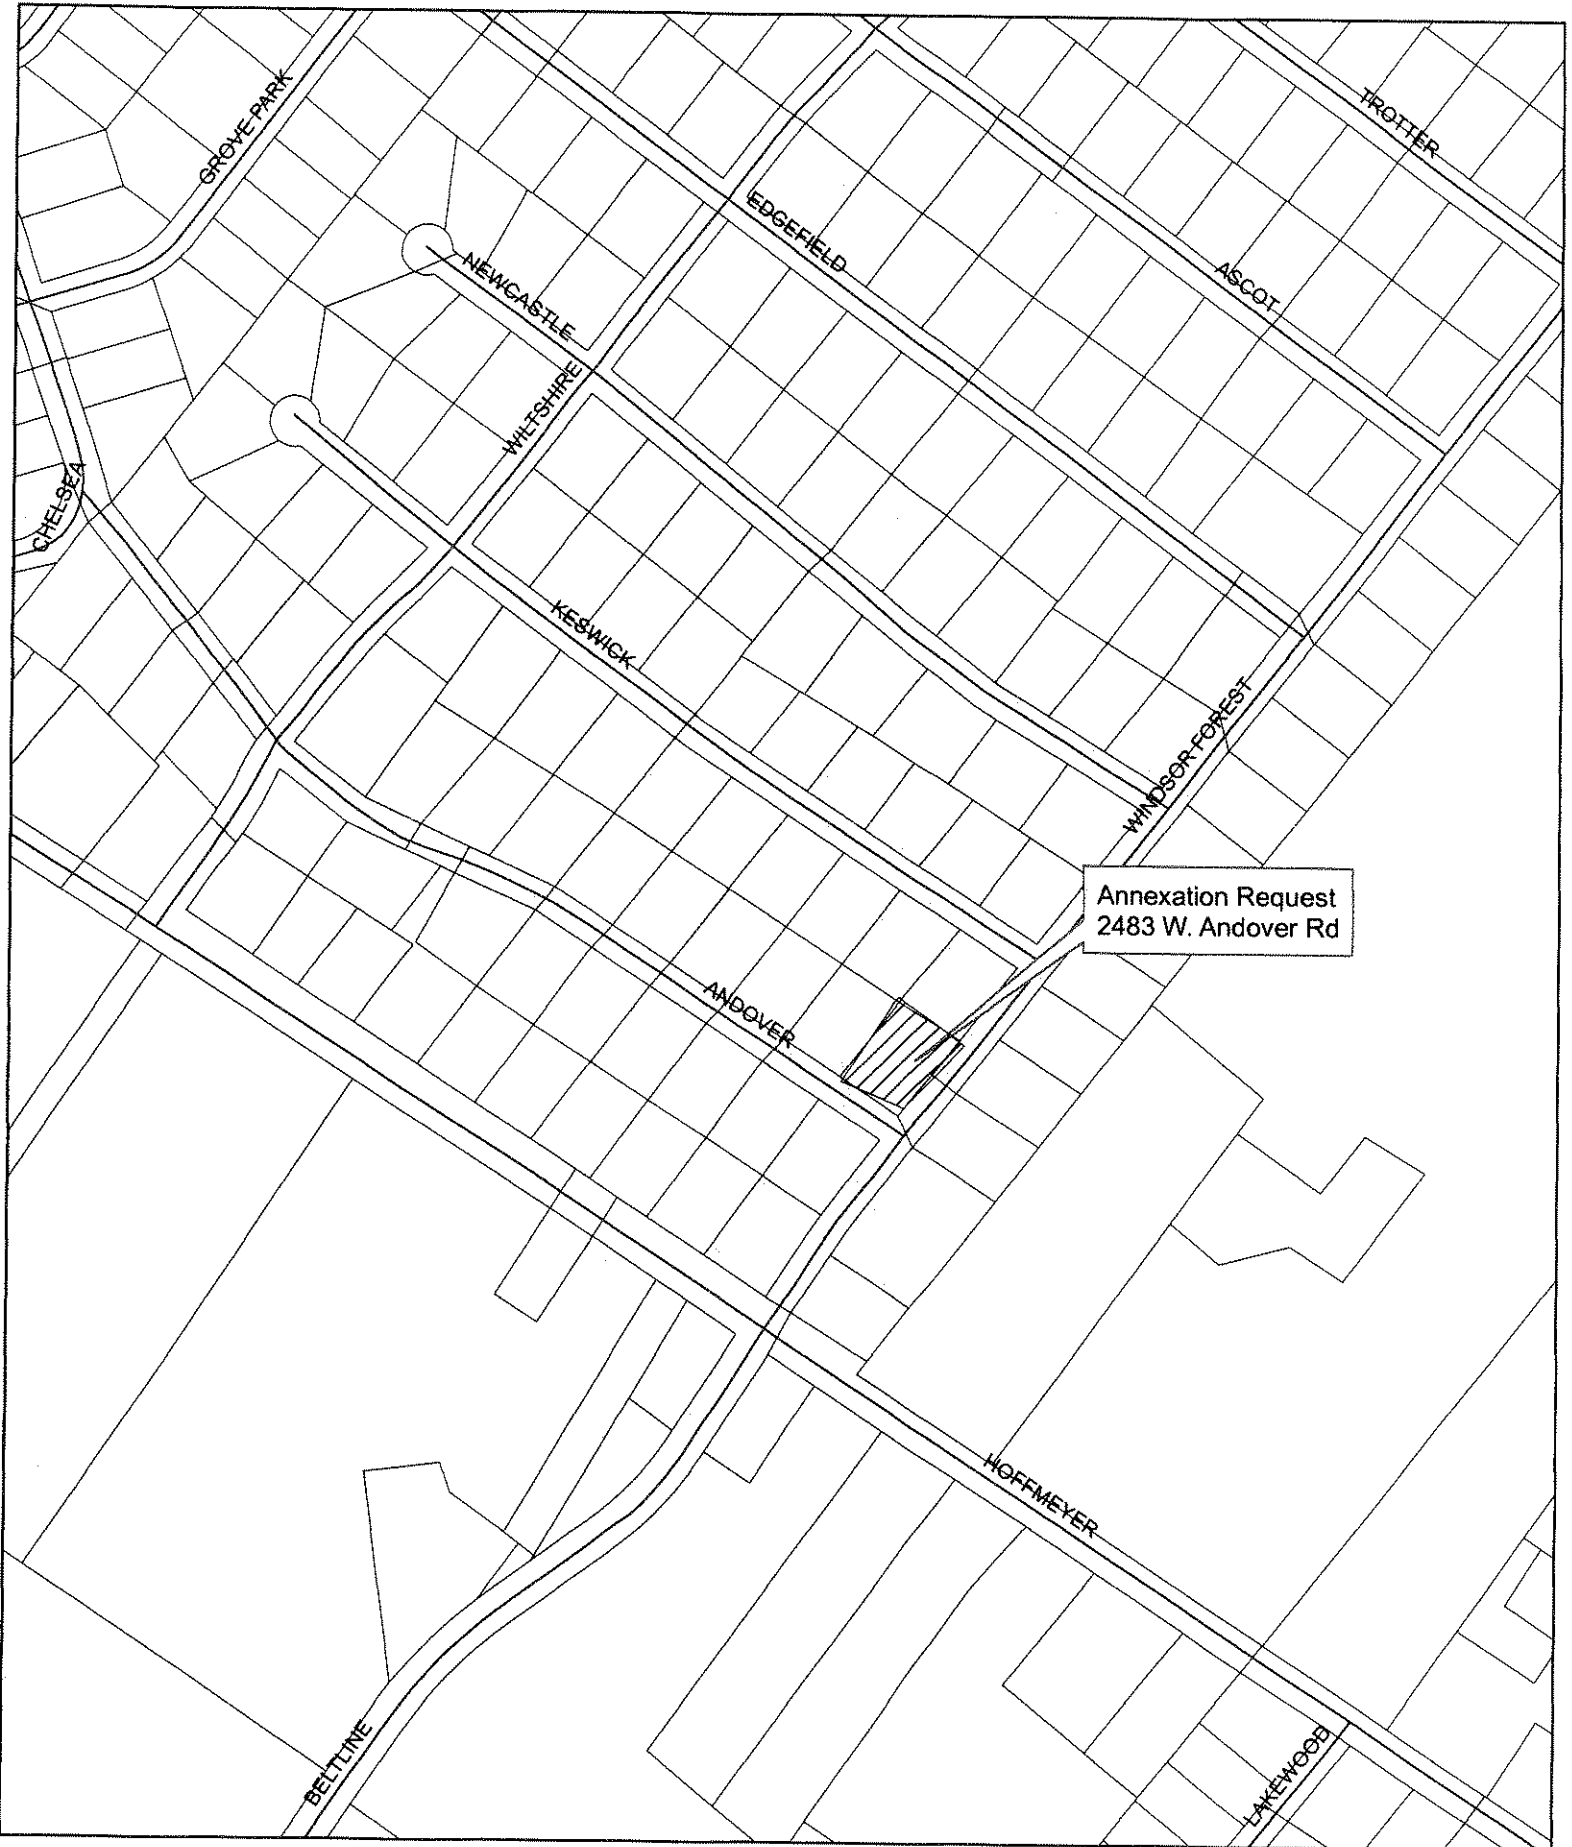 GROVE PARK
TROTTER
EDGEFIELD
ASCOT
NEWCASTLE
WILTSHIRE
CHELSEA
KESWICK
WINDSOR FOREST
Annexation Request
2483 W. Andover Rd
ANDOVER
HOFFMEYER
BELTLINE
LAKEWOOD